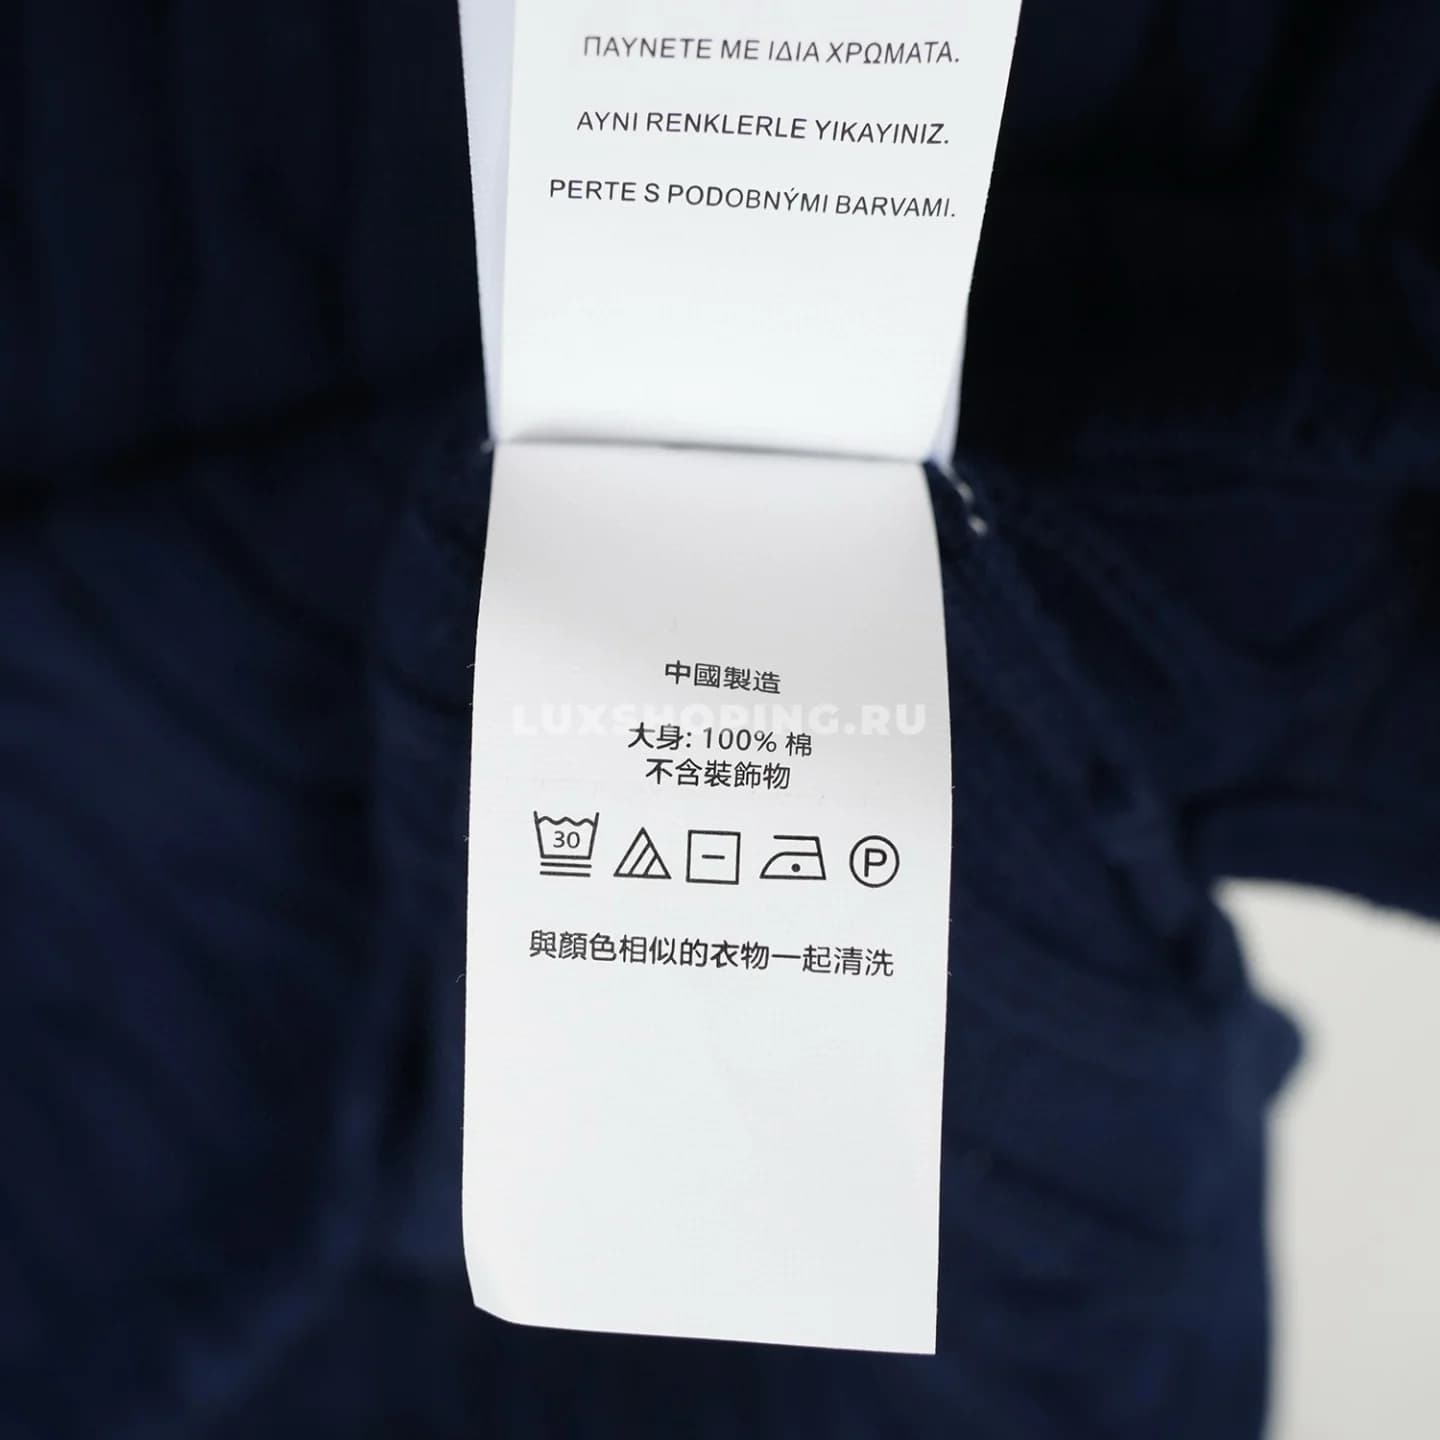 ΠΑΥΝΕΤΕ ΜΕ ΙΔΙΑ ΧΡΩΜΑΤΑ.
AYNI RENKLERLE YIKAYINIZ.
PERTE S PODOBNÝMI BARVAMI.
中國製造
LUXSHOPING.RU
大身: 100% 棉
不含裝飾物
30
P
與顏色相似的衣物一起清洗